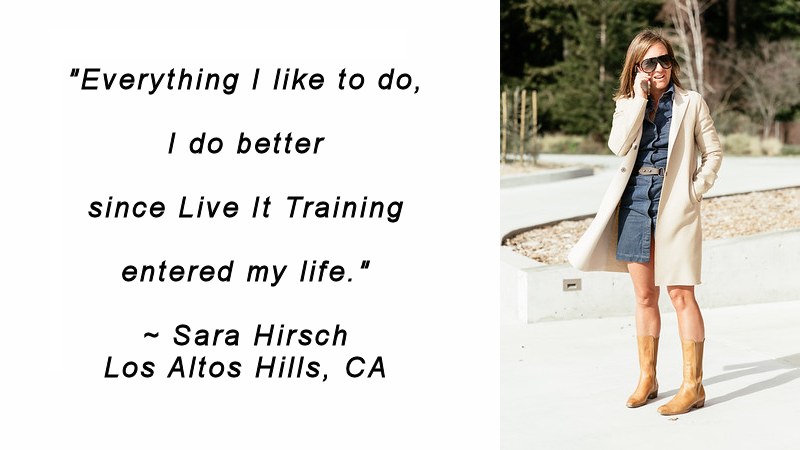 "Everything I like to do,
I do better
since Live It Training
entered my life."
~ Sara Hirsch
Los Altos Hills, CA